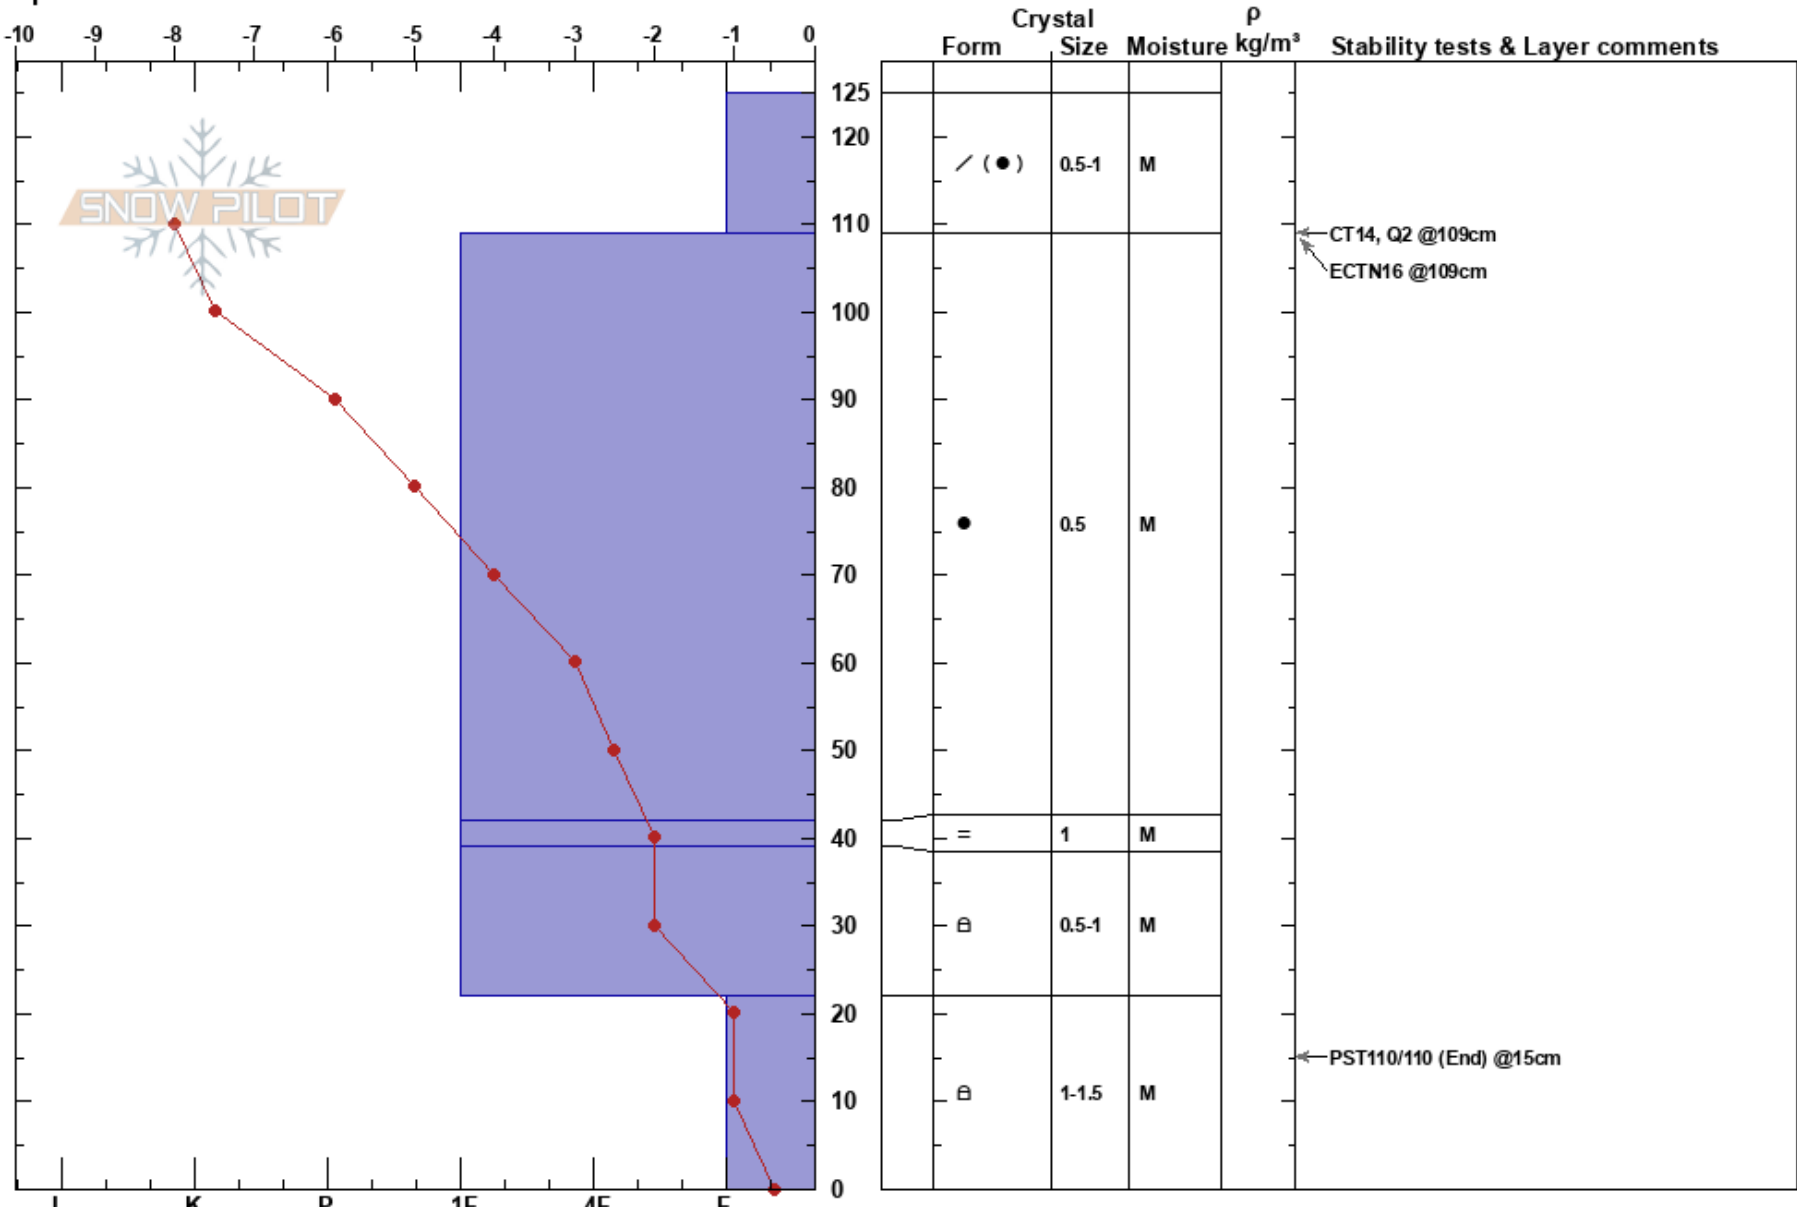 Crystal ρ
-10 -9 -8 -7 -6 -5 -4 -3 -2 -1 0 Form Size Moisture kg/m³ Stability tests & Layer comments
125
120
SNOW PILOT
/ (●) 0.5-1 M
110
CT14, Q2 @109cm
ECTN16 @109cm
100
90
80
● 0.5 M
70
60
50
40 = 1 M
30 0.5-1 M
20
PST110/110 (End) @15cm
10 1-1.5 M
0
I K P 1F 4F F